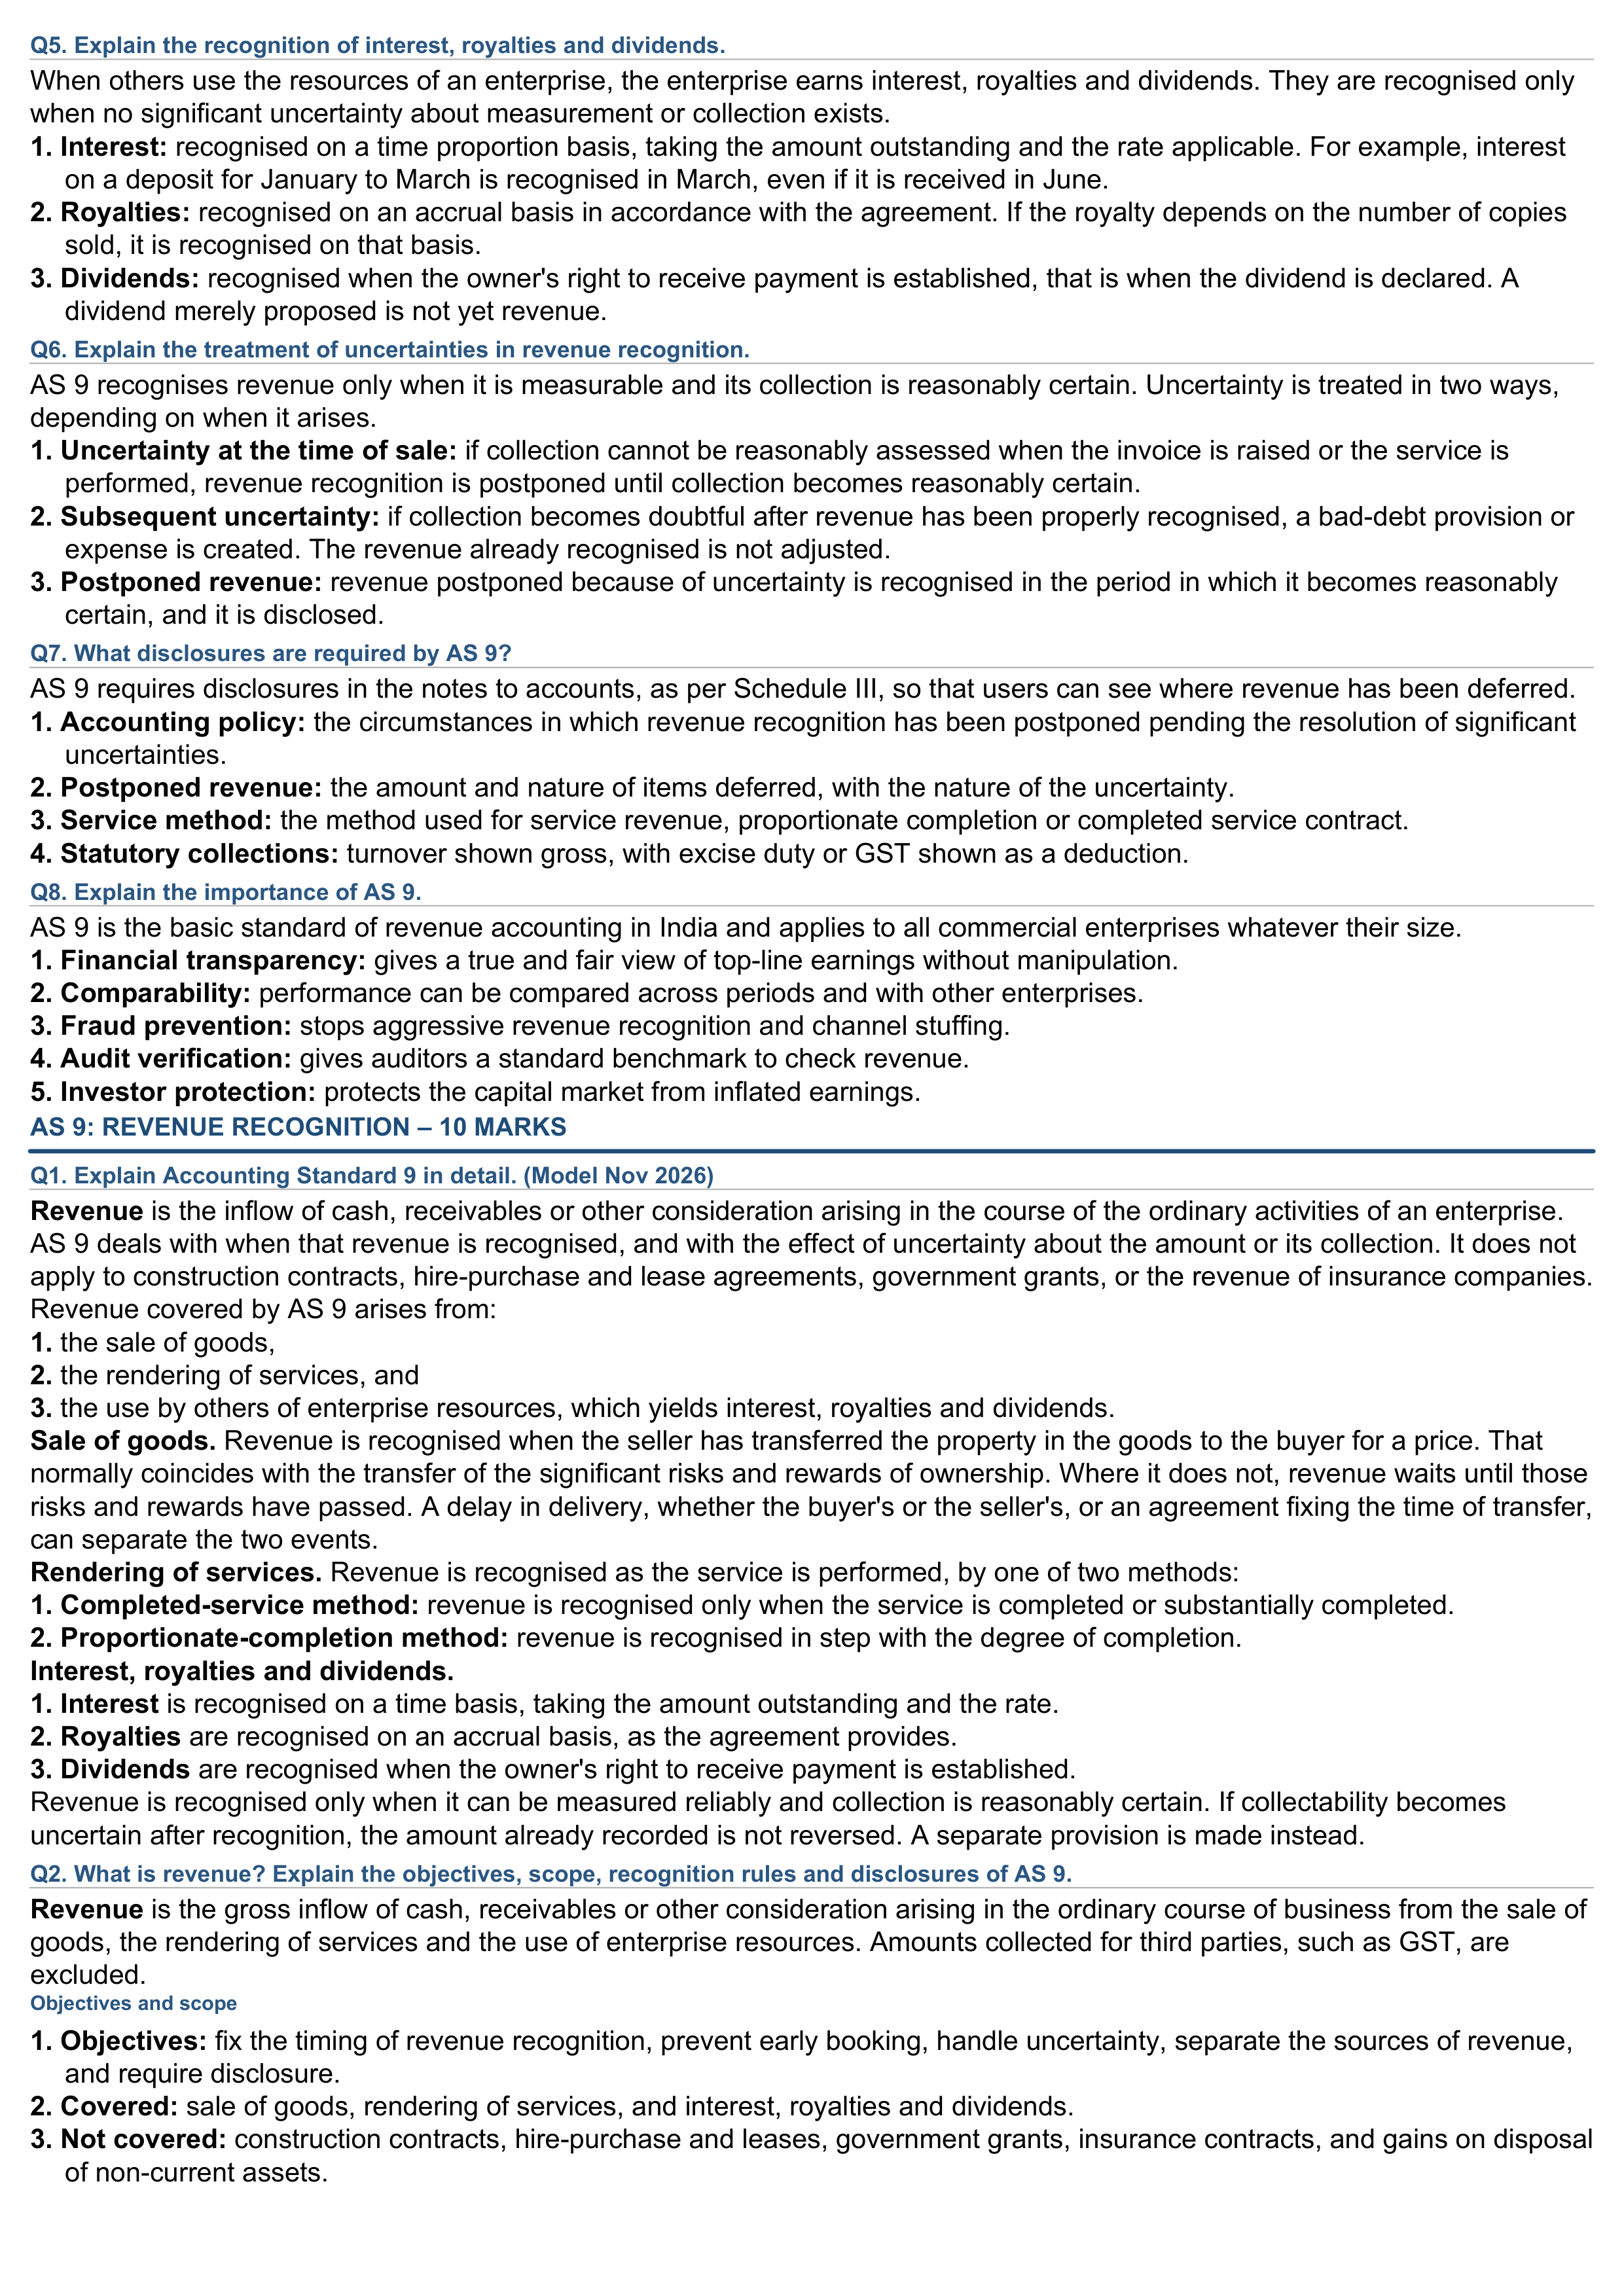 Q5. Explain the recognition of interest, royalties and dividends.
When others use the resources of an enterprise, the enterprise earns interest, royalties and dividends. They are recognised only
when no significant uncertainty about measurement or collection exists.
1. Interest: recognised on a time proportion basis, taking the amount outstanding and the rate applicable. For example, interest
on a deposit for January to March is recognised in March, even if it is received in June.
2. Royalties: recognised on an accrual basis in accordance with the agreement. If the royalty depends on the number of copies
sold, it is recognised on that basis.
3. Dividends: recognised when the owner's right to receive payment is established, that is when the dividend is declared. A
dividend merely proposed is not yet revenue.
Q6. Explain the treatment of uncertainties in revenue recognition.
AS 9 recognises revenue only when it is measurable and its collection is reasonably certain. Uncertainty is treated in two ways,
depending on when it arises.
1. Uncertainty at the time of sale: if collection cannot be reasonably assessed when the invoice is raised or the service is
performed, revenue recognition is postponed until collection becomes reasonably certain.
2. Subsequent uncertainty: if collection becomes doubtful after revenue has been properly recognised, a bad-debt provision or
expense is created. The revenue already recognised is not adjusted.
3. Postponed revenue: revenue postponed because of uncertainty is recognised in the period in which it becomes reasonably
certain, and it is disclosed.
Q7. What disclosures are required by AS 9?
AS 9 requires disclosures in the notes to accounts, as per Schedule III, so that users can see where revenue has been deferred.
1. Accounting policy: the circumstances in which revenue recognition has been postponed pending the resolution of significant
uncertainties.
2. Postponed revenue: the amount and nature of items deferred, with the nature of the uncertainty.
3. Service method: the method used for service revenue, proportionate completion or completed service contract.
4. Statutory collections: turnover shown gross, with excise duty or GST shown as a deduction.
Q8. Explain the importance of AS 9.
AS 9 is the basic standard of revenue accounting in India and applies to all commercial enterprises whatever their size.
1. Financial transparency: gives a true and fair view of top-line earnings without manipulation.
2. Comparability: performance can be compared across periods and with other enterprises.
3. Fraud prevention: stops aggressive revenue recognition and channel stuffing.
4. Audit verification: gives auditors a standard benchmark to check revenue.
5. Investor protection: protects the capital market from inflated earnings.
AS 9: REVENUE RECOGNITION – 10 MARKS
Q1. Explain Accounting Standard 9 in detail. (Model Nov 2026)
Revenue is the inflow of cash, receivables or other consideration arising in the course of the ordinary activities of an enterprise.
AS 9 deals with when that revenue is recognised, and with the effect of uncertainty about the amount or its collection. It does not
apply to construction contracts, hire-purchase and lease agreements, government grants, or the revenue of insurance companies.
Revenue covered by AS 9 arises from:
1. the sale of goods,
2. the rendering of services, and
3. the use by others of enterprise resources, which yields interest, royalties and dividends.
Sale of goods. Revenue is recognised when the seller has transferred the property in the goods to the buyer for a price. That
normally coincides with the transfer of the significant risks and rewards of ownership. Where it does not, revenue waits until those
risks and rewards have passed. A delay in delivery, whether the buyer's or the seller's, or an agreement fixing the time of transfer,
can separate the two events.
Rendering of services. Revenue is recognised as the service is performed, by one of two methods:
1. Completed-service method: revenue is recognised only when the service is completed or substantially completed.
2. Proportionate-completion method: revenue is recognised in step with the degree of completion.
Interest, royalties and dividends.
1. Interest is recognised on a time basis, taking the amount outstanding and the rate.
2. Royalties are recognised on an accrual basis, as the agreement provides.
3. Dividends are recognised when the owner's right to receive payment is established.
Revenue is recognised only when it can be measured reliably and collection is reasonably certain. If collectability becomes
uncertain after recognition, the amount already recorded is not reversed. A separate provision is made instead.
Q2. What is revenue? Explain the objectives, scope, recognition rules and disclosures of AS 9.
Revenue is the gross inflow of cash, receivables or other consideration arising in the ordinary course of business from the sale of
goods, the rendering of services and the use of enterprise resources. Amounts collected for third parties, such as GST, are
excluded.
Objectives and scope
1. Objectives: fix the timing of revenue recognition, prevent early booking, handle uncertainty, separate the sources of revenue,
and require disclosure.
2. Covered: sale of goods, rendering of services, and interest, royalties and dividends.
3. Not covered: construction contracts, hire-purchase and leases, government grants, insurance contracts, and gains on disposal
of non-current assets.